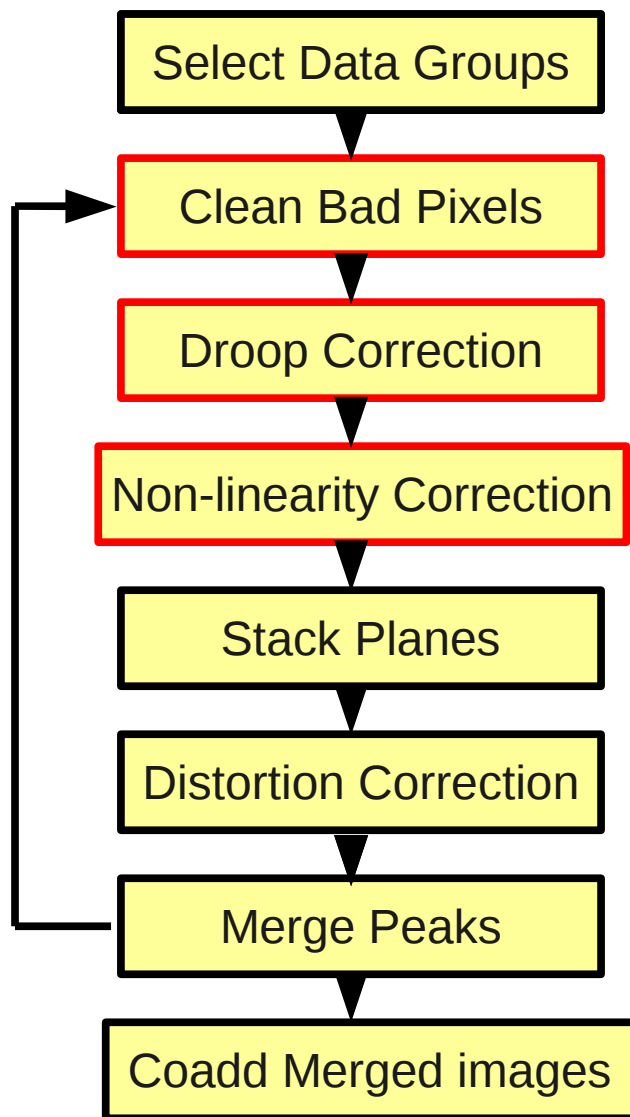 Select Data Groups
Clean Bad Pixels
Droop Correction
Non-linearity Correction
Stack Planes
Distortion Correction
Merge Peaks
Coadd Merged images